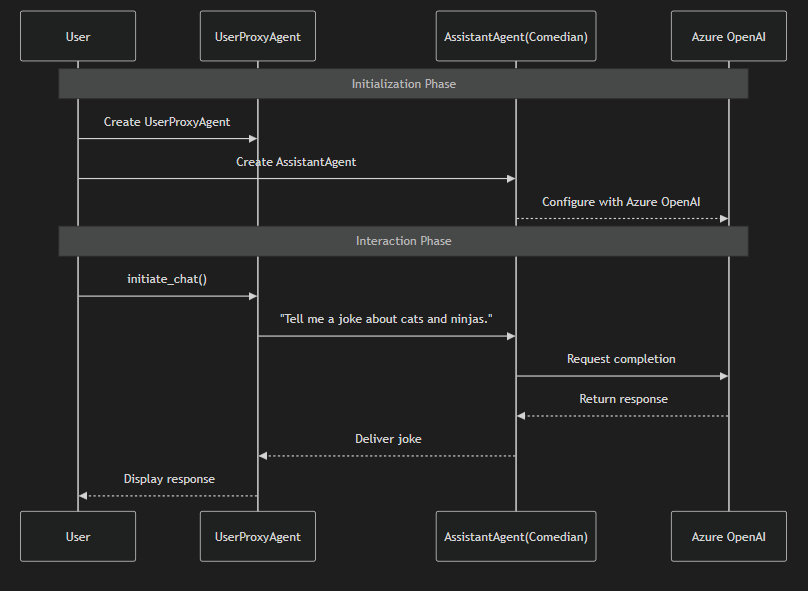 User
UserProxyAgent
AssistantAgent(Comedian)
Azure OpenAI
Initialization Phase
Create UserProxyAgent
Create AssistantAgent
Configure with Azure OpenAI
Interaction Phase
initiate_chat()
"Tell me a joke about cats and ninjas."
Request completion
Return response
Deliver joke
Display response
User
UserProxyAgent
AssistantAgent(Comedian)
Azure OpenAI